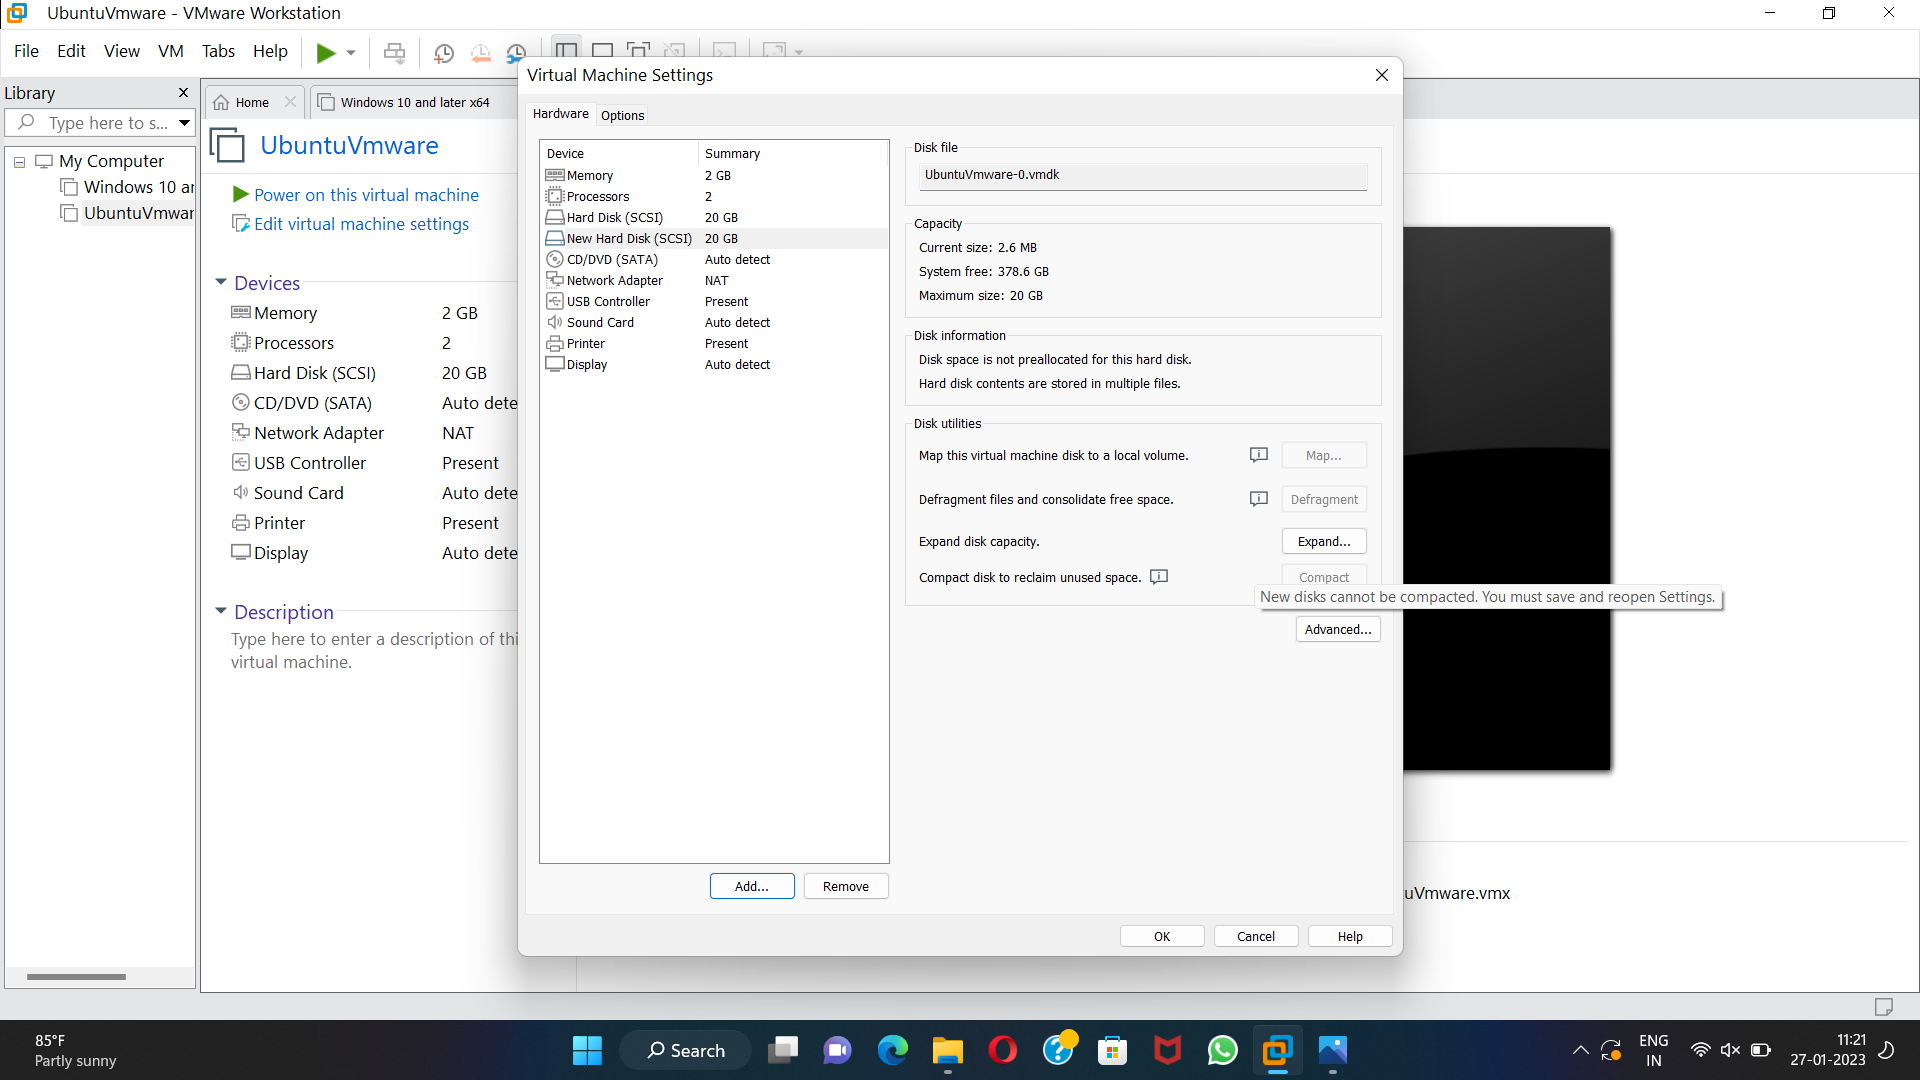 UbuntuVmware - VMware Workstation
File Edit View VM Tabs Help
Library
Type here to s...
My Computer
Windows 10 ar
UbuntuVmwar
Home
Windows 10 and later x64
UbuntuVmware
Power on this virtual machine
Edit virtual machine settings
Devices
Memory 2 GB
Processors 2
Hard Disk (SCSI) 20 GB
CD/DVD (SATA) Auto dete
Network Adapter NAT
USB Controller Present
Sound Card Auto dete
Printer Present
Display Auto dete
Description
Type here to enter a description of thi
virtual machine.
Virtual Machine Settings
Hardware Options
Device Summary
Memory 2 GB
Processors 2
Hard Disk (SCSI) 20 GB
New Hard Disk (SCSI) 20 GB
CD/DVD (SATA) Auto detect
Network Adapter NAT
USB Controller Present
Sound Card Auto detect
Printer Present
Display Auto detect
Add... Remove
Disk file
UbuntuVmware-0.vmdk
Capacity
Current size: 2.6 MB
System free: 378.6 GB
Maximum size: 20 GB
Disk information
Disk space is not preallocated for this hard disk.
Hard disk contents are stored in multiple files.
Disk utilities
Map this virtual machine disk to a local volume. Map...
Defragment files and consolidate free space. Defragment
Expand disk capacity. Expand...
Compact disk to reclaim unused space. Compact
New disks cannot be compacted. You must save and reopen Settings.
Advanced...
OK Cancel Help
uVmware.vmx
85°F
Partly sunny
Search
ENG
IN
11:21
27-01-2023